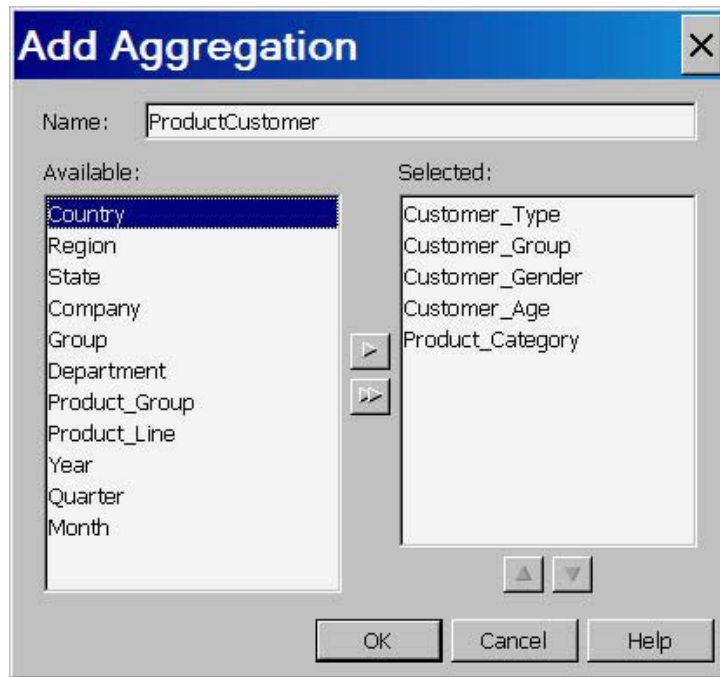 Add Aggregation
Name: ProductCustomer
Available:
Country
Region
State
Company
Group
Department
Product_Group
Product_Line
Year
Quarter
Month
Selected:
Customer_Type
Customer_Group
Customer_Gender
Customer_Age
Product_Category
OK Cancel Help